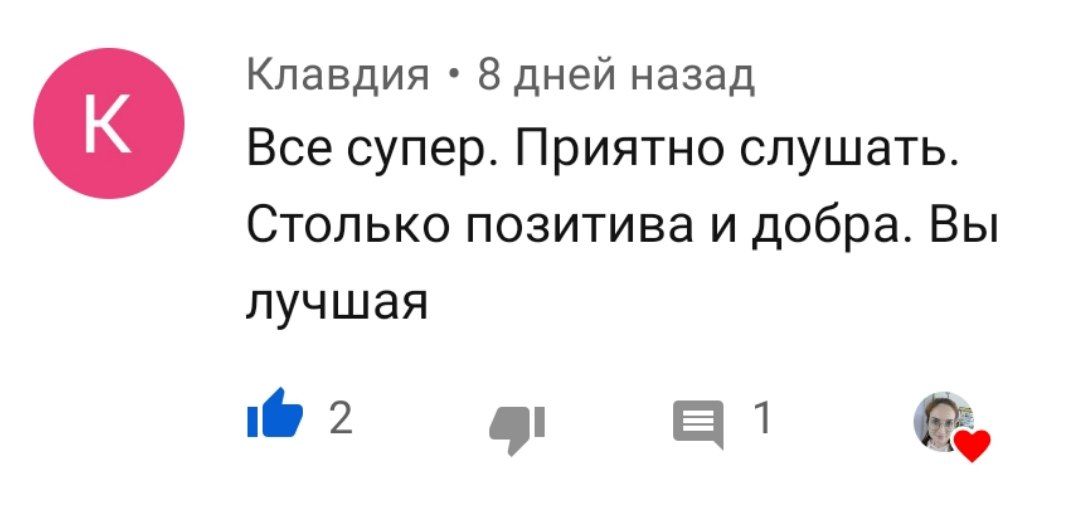 К
Клавдия • 8 дней назад
Все супер. Приятно слушать.
Столько позитива и добра. Вы
лучшая
2
1